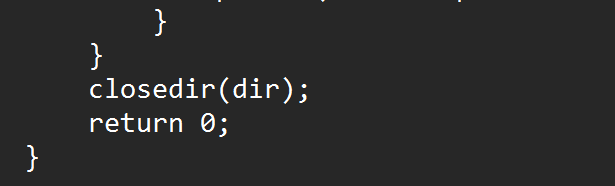 }
}
closedir(dir);
return 0;
}